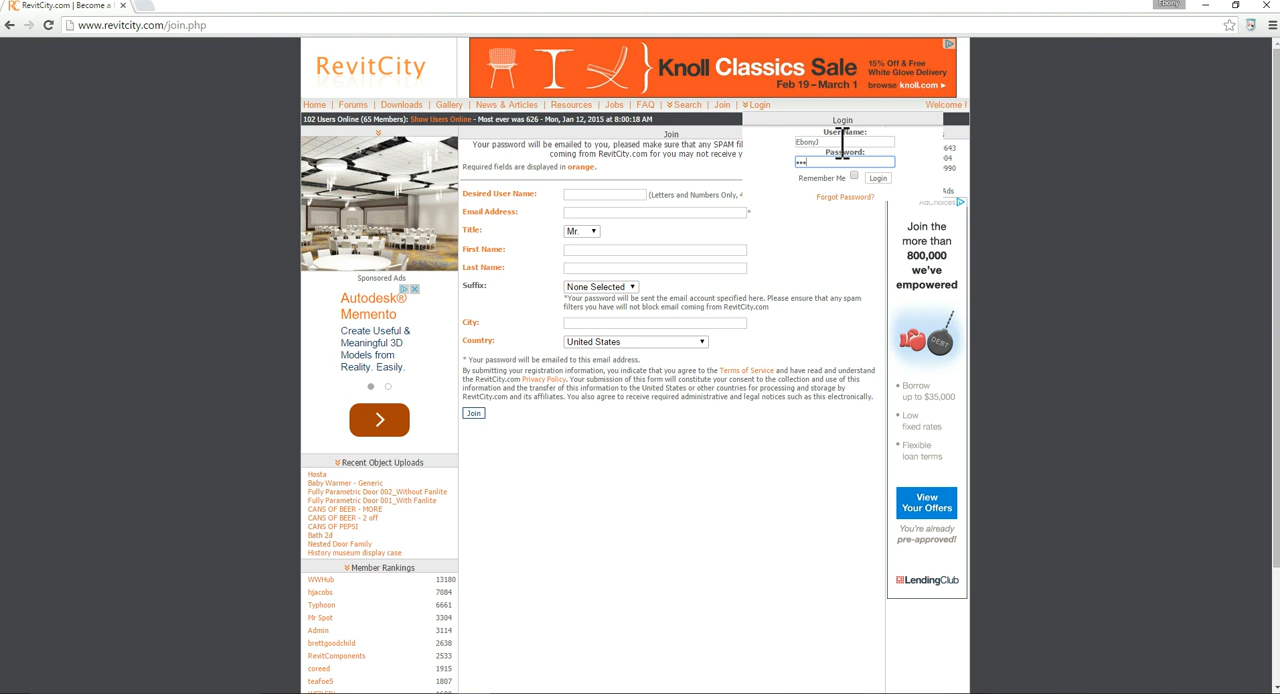 RevitCity.com | Become a
Ebony
www.revitcity.com/join.php
RevitCity
Knoll Classics Sale
Feb 19 – March 1
15% Off & Free
White Glove Delivery
browse knoll.com ►
Home | Forums | Downloads | Gallery | News & Articles | Resources | Jobs | FAQ | Search | Join | Login
Welcome !
102 Users Online (65 Members): Show Users Online - Most ever was 626 - Mon, Jan 12, 2015 at 8:00:18 AM
Login
User Name:
EbonyJ
Password:
•••
Remember Me
Login
Forgot Password?
643
04
990
Ads
AdChoices
Join
Your password will be emailed to you, pleased make sure that any SPAM fil
coming from RevitCity.com for you may not receive y
Required fields are displayed in orange.
Desired User Name:
(Letters and Numbers Only, 4
Email Address:
*
Title:
Mr.
First Name:
Last Name:
Suffix:
None Selected
*Your password will be sent the email account specified here. Please ensure that any spam
filters you have will not block email coming from RevitCity.com
City:
Country:
United States
* Your password will be emailed to this email address.
By submitting your registration information, you indicate that you agree to the Terms of Service and have read and understand
the RevitCity.com Privacy Policy. Your submission of this form will constitute your consent to the collection and use of this
information and the transfer of this information to the United States or other countries for processing and storage by
RevitCity.com and its affiliates. You also agree to receive required administrative and legal notices such as this electronically.
Join
Sponsored Ads
Autodesk®
Memento
Create Useful &
Meaningful 3D
Models from
Reality. Easily.
Recent Object Uploads
Hosta
Baby Warmer - Generic
Fully Parametric Door 002_Without Fanlite
Fully Parametric Door 001_With Fanlite
CANS OF BEER - MORE
CANS OF BEER - 2 off
CANS OF PEPSI
Bath 2d
Nested Door Family
History museum display case
Member Rankings
WWHub 13180
hjacobs 7084
Typhoon 6661
Mr Spot 3304
Admin 3114
brettgoodchild 2638
RevitComponents 2533
coreed 1915
teafoe5 1807
Join the
more than
800,000
we've
empowered
DEBT
• Borrow
up to $35,000
• Low
fixed rates
• Flexible
loan terms
View
Your Offers
You're already
pre-approved!
LendingClub